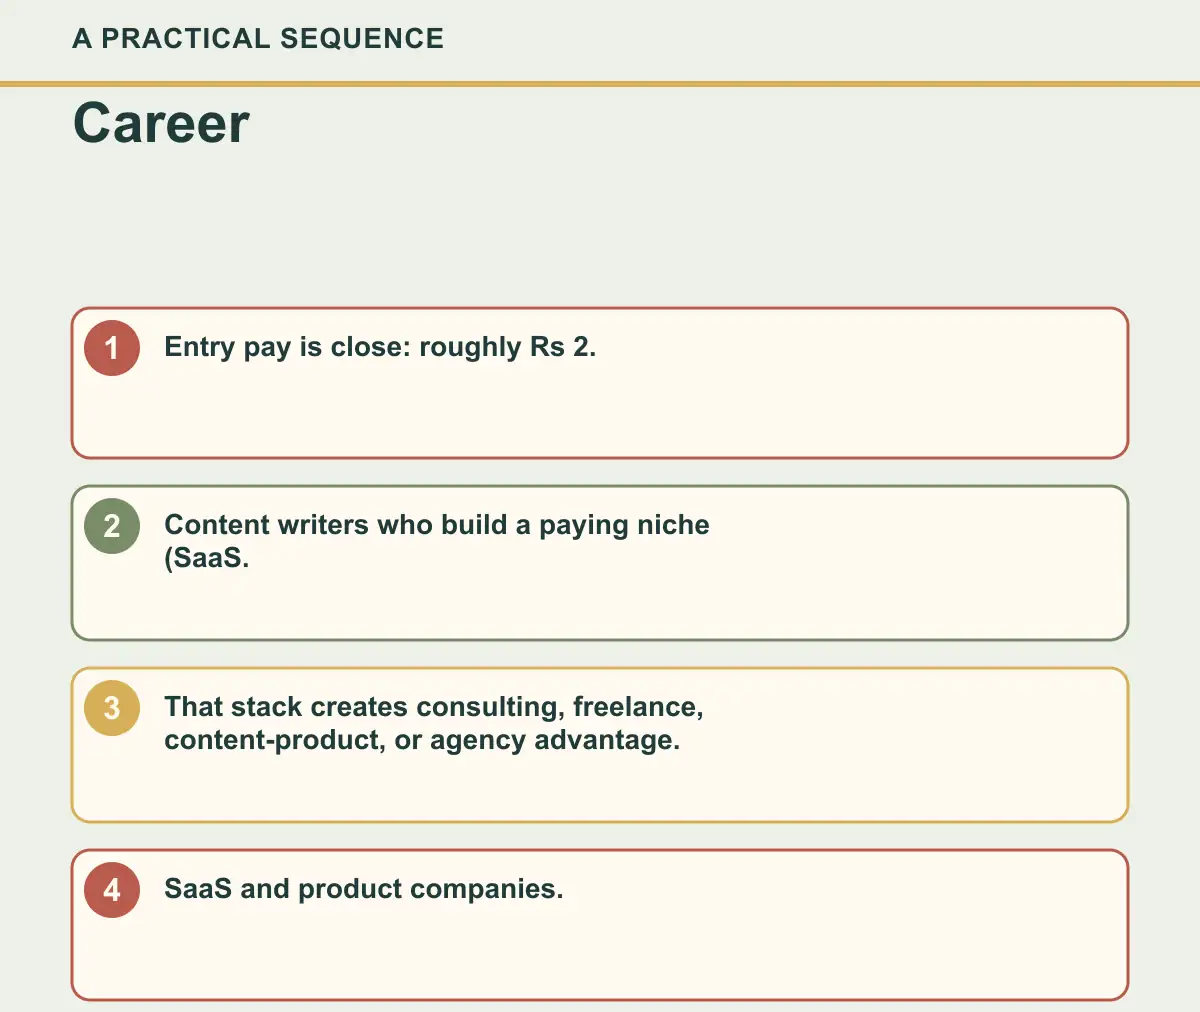 A PRACTICAL SEQUENCE
Career
1
Entry pay is close: roughly Rs 2.
2
Content writers who build a paying niche
(SaaS.
3
That stack creates consulting, freelance,
content-product, or agency advantage.
4
SaaS and product companies.